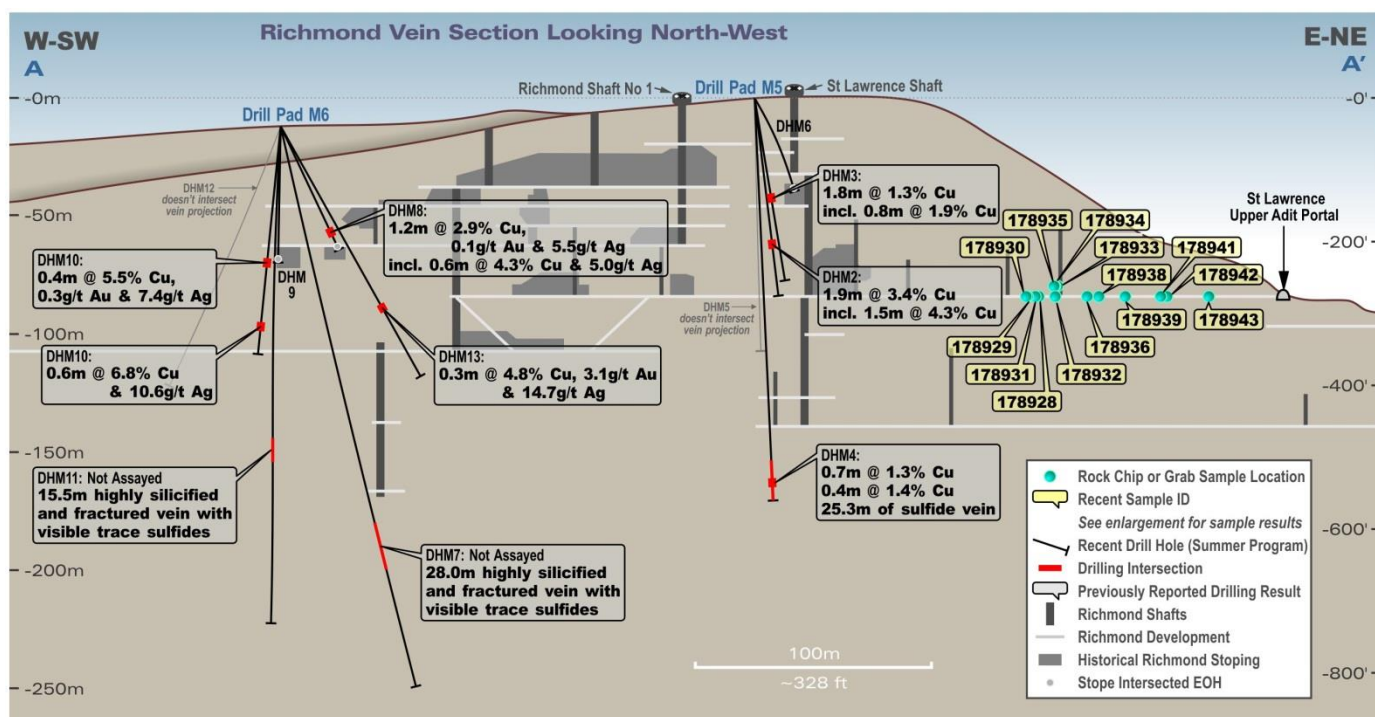 Richmond Vein Section Looking North-West
W-SW
A
E-NE
A'
-0m
-50m
-100m
-150m
-200m
-250m
-0'
-200'
-400'
-600'
-800'
Drill Pad M6
Richmond Shaft No 1
Drill Pad M5
St Lawrence Shaft
DHM6
DHM12
doesn't intersect
vein projection
DHM
9
DHM5
doesn't intersect
vein projection
DHM10:
0.4m @ 5.5% Cu,
0.3g/t Au & 7.4g/t Ag
DHM10:
0.6m @ 6.8% Cu
& 10.6g/t Ag
DHM11: Not Assayed
15.5m highly silicified
and fractured vein with
visible trace sulfides
DHM8:
1.2m @ 2.9% Cu,
0.1g/t Au & 5.5g/t Ag
incl. 0.6m @ 4.3% Cu & 5.0g/t Ag
DHM13:
0.3m @ 4.8% Cu, 3.1g/t Au
& 14.7g/t Ag
DHM7: Not Assayed
28.0m highly silicified
and fractured vein with
visible trace sulfides
DHM3:
1.8m @ 1.3% Cu
incl. 0.8m @ 1.9% Cu
DHM2:
1.9m @ 3.4% Cu
incl. 1.5m @ 4.3% Cu
DHM4:
0.7m @ 1.3% Cu
0.4m @ 1.4% Cu
25.3m of sulfide vein
178935
178934
178930
178933
178941
178938
178942
178929
178939
178943
178931
178932
178936
178928
St Lawrence
Upper Adit Portal
100m
~328 ft
Rock Chip or Grab Sample Location
Recent Sample ID
See enlargement for sample results
Recent Drill Hole (Summer Program)
Drilling Intersection
Previously Reported Drilling Result
Richmond Shafts
Richmond Development
Historical Richmond Stoping
Stope Intersected EOH